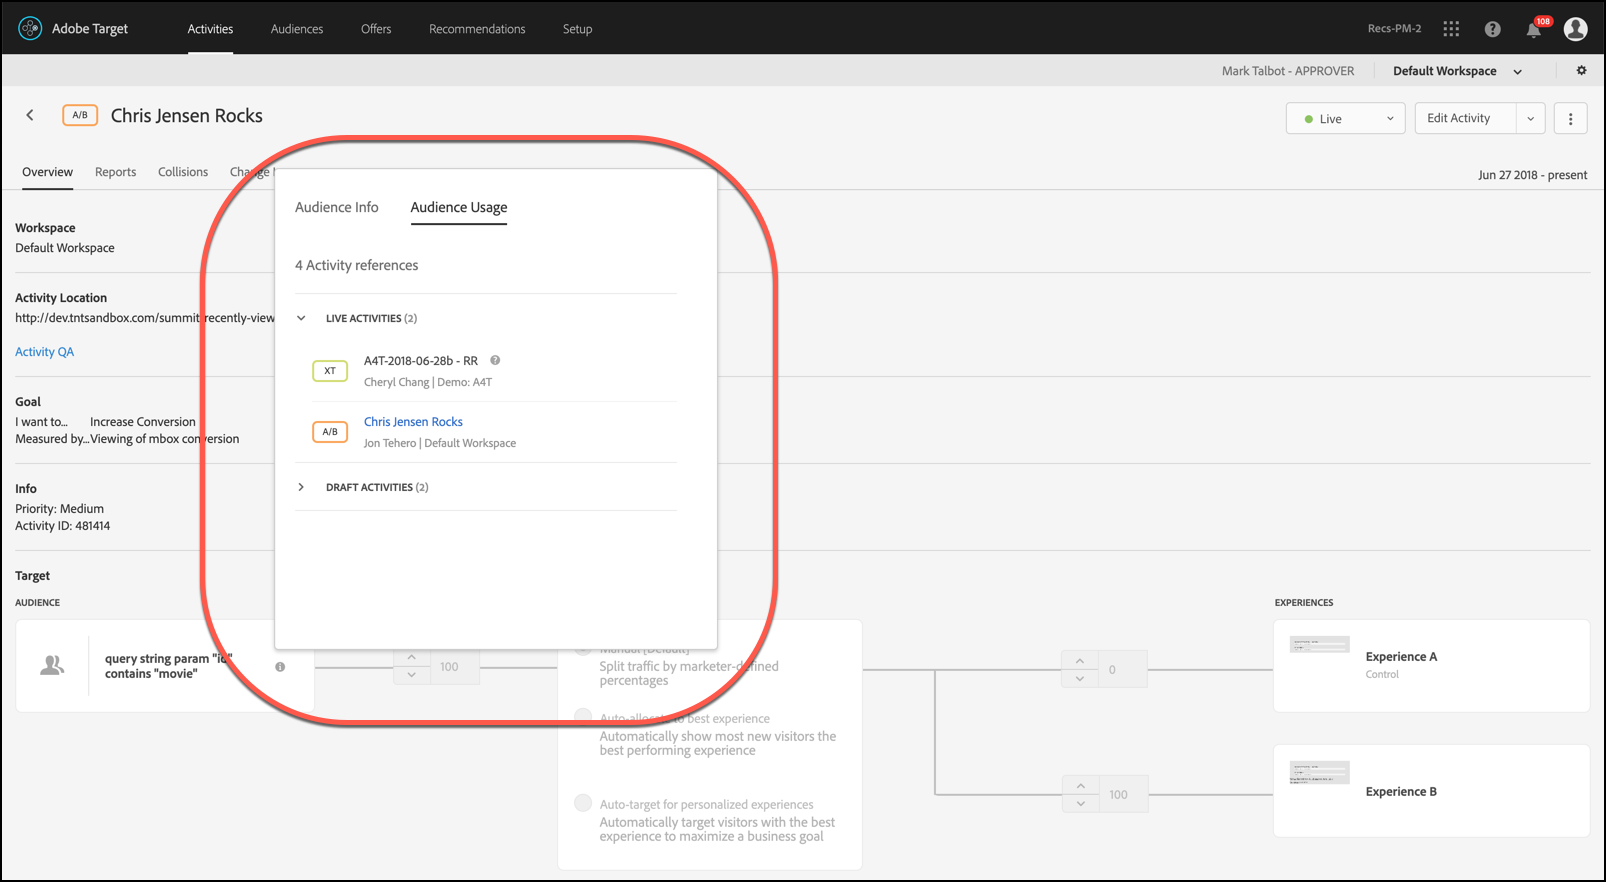 Adobe Target
Activities
Audiences
Offers
Recommendations
Setup
Recs-PM-2
108
Mark Talbot - APPROVER
Default Workspace
A/B
Chris Jensen Rocks
Live
Edit Activity
Overview
Reports
Collisions
Change
Jun 27 2018 - present
Workspace
Default Workspace
Activity Location
http://dev.tntsandbox.com/summit/recently-view
Activity QA
Goal
I want to... Increase Conversion
Measured by...Viewing of mbox conversion
Info
Priority: Medium
Activity ID: 481414
Target
AUDIENCE
query string param "id"
contains "movie"
Audience Info
Audience Usage
4 Activity references
LIVE ACTIVITIES (2)
XT
A4T-2018-06-28b - RR
Cheryl Chang | Demo: A4T
A/B
Chris Jensen Rocks
Jon Tehero | Default Workspace
DRAFT ACTIVITIES (2)
100
Manual [Default]
Split traffic by marketer-defined
percentages
Auto-allocate to best experience
Automatically show most new visitors the
best performing experience
Auto-target for personalized experiences
Automatically target visitors with the best
experience to maximize a business goal
0
100
EXPERIENCES
Experience A
Control
Experience B